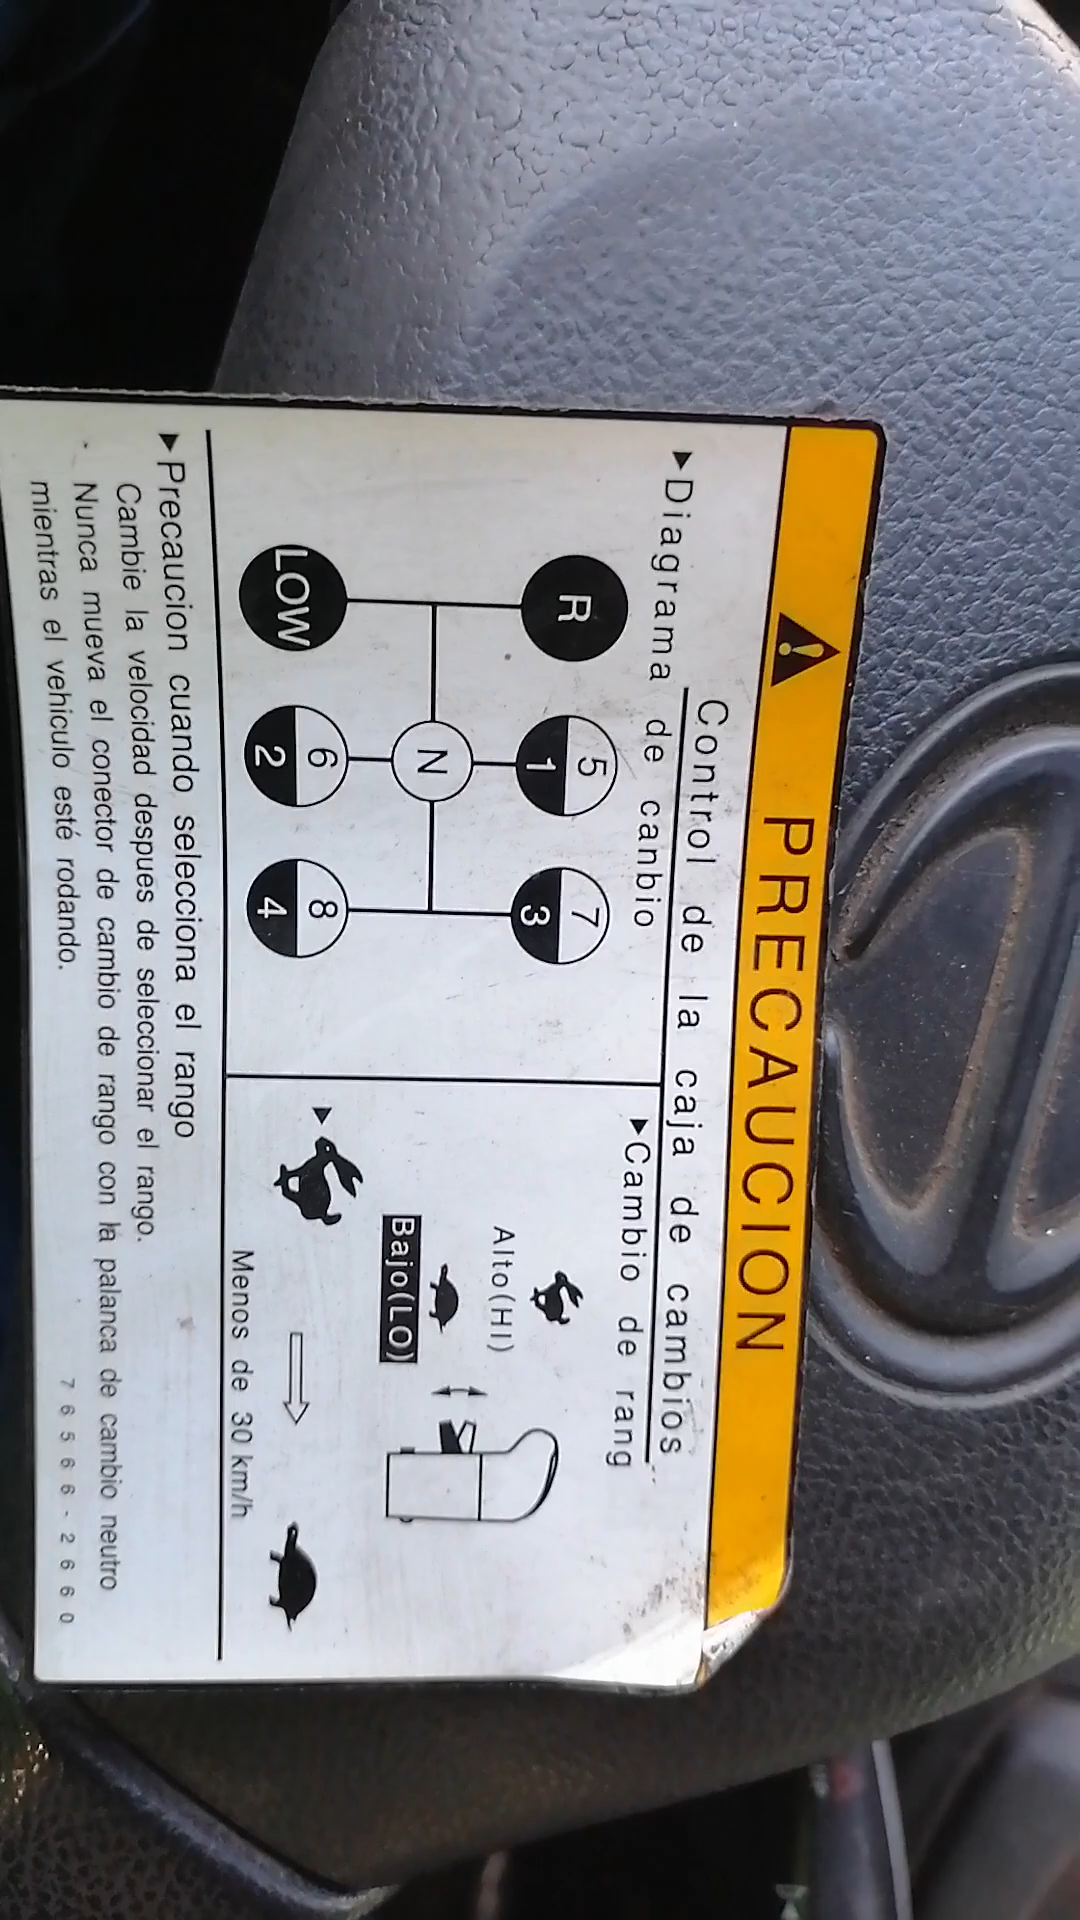 PRECAUCION
Control de la caja de cambios
▶Diagrama de canbio
▶Cambio de rang
R
5
1
7
3
N
LOW
6
2
8
4
Alto(HI)
Bajo(LO)
Menos de 30 km/h
▶Precaucion cuando selecciona el rango
Cambie la velocidad despues de seleccionar el rango.
Nunca mueva el conector de cambio de rango con la palanca de cambio neutro
mientras el vehiculo esté rodando.
76566-2660